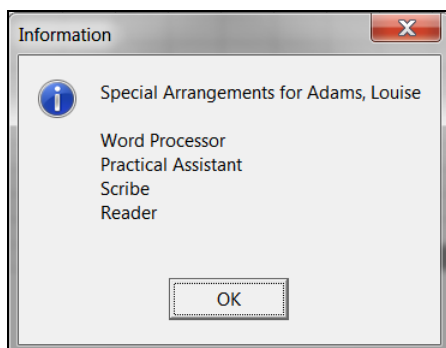 Information
X
Special Arrangements for Adams, Louise
Word Processor
Practical Assistant
Scribe
Reader
OK